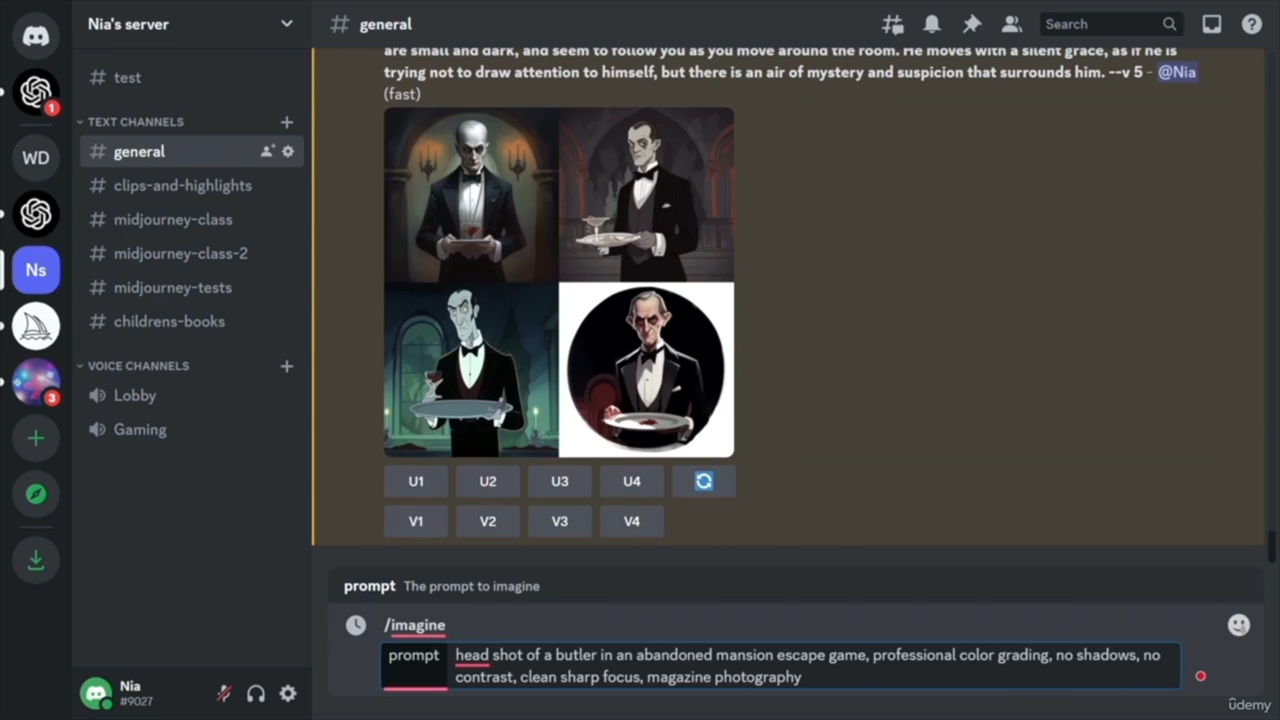 Nia's server
general
Search
test
1
TEXT CHANNELS
WD
general
clips-and-highlights
midjourney-class
Ns
midjourney-class-2
midjourney-tests
childrens-books
VOICE CHANNELS
3
Lobby
Gaming
Nia
#9027
are small and dark, and seem to follow you as you move around the room. He moves with a silent grace, as if he is
trying not to draw attention to himself, but there is an air of mystery and suspicion that surrounds him. --v 5 - @Nia
(fast)
U1 U2 U3 U4
V1 V2 V3 V4
prompt The prompt to imagine
/imagine
prompt head shot of a butler in an abandoned mansion escape game, professional color grading, no shadows, no
contrast, clean sharp focus, magazine photography
ûdemy